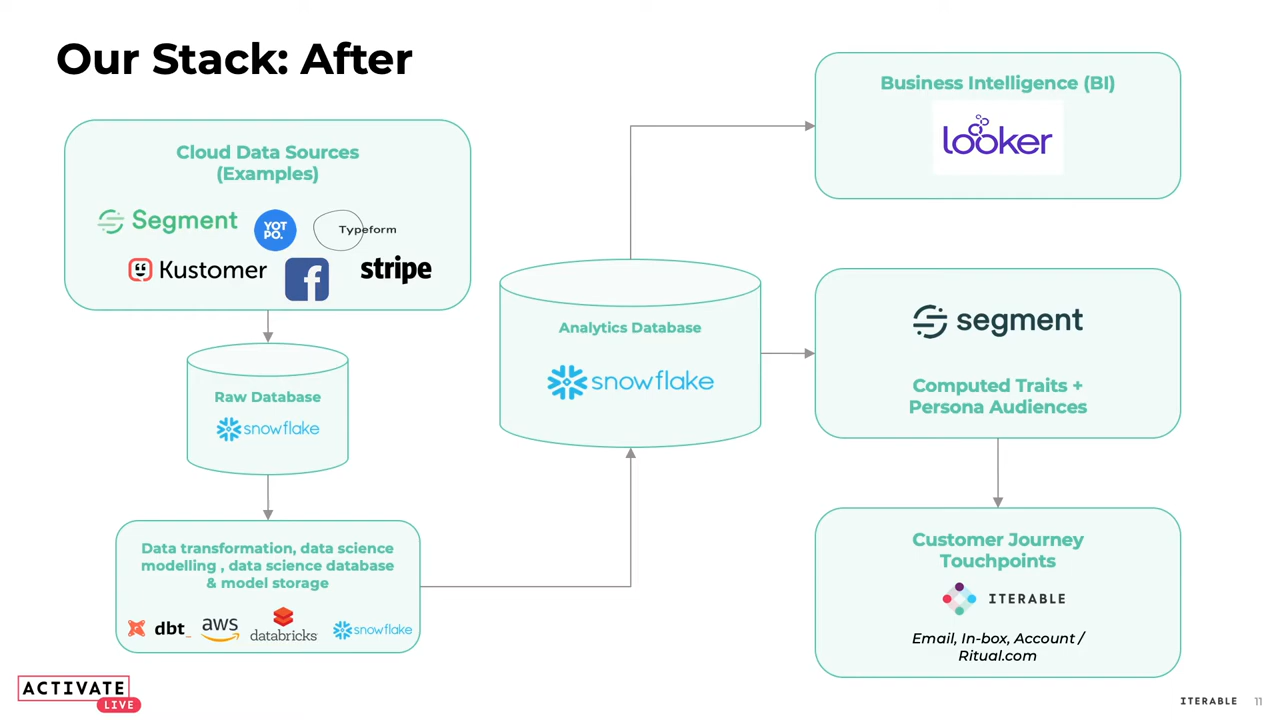 Our Stack: After
Cloud Data Sources
(Examples)
Segment
YOT
PO.
Typeform
Kustomer
f
stripe
Raw Database
snowflake
Data transformation, data science
modelling , data science database
& model storage
dbt_
aws
databricks
snowflake
Analytics Database
snowflake
Business Intelligence (BI)
looker
segment
Computed Traits +
Persona Audiences
Customer Journey
Touchpoints
ITERABLE
Email, In-box, Account /
Ritual.com
ACTIVATE
LIVE
ITERABLE 11